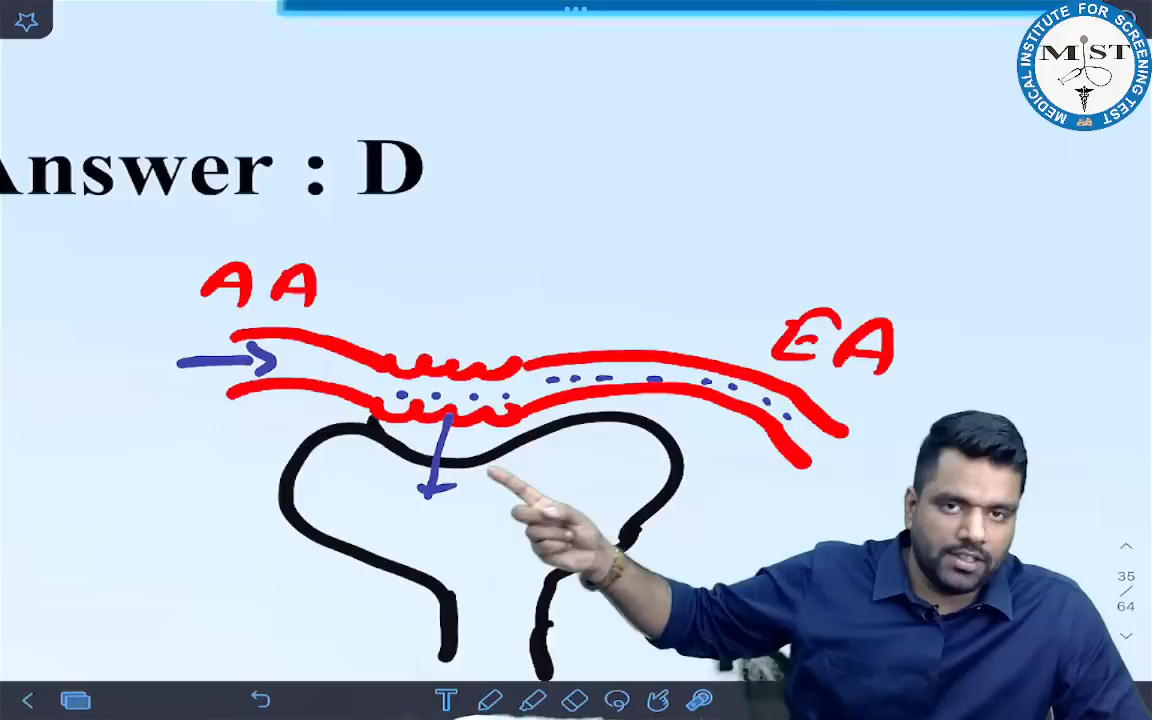 MEDICAL INSTITUTE FOR SCREENING TEST
MIST
Answer : D
AA
EA
35
/
64
T